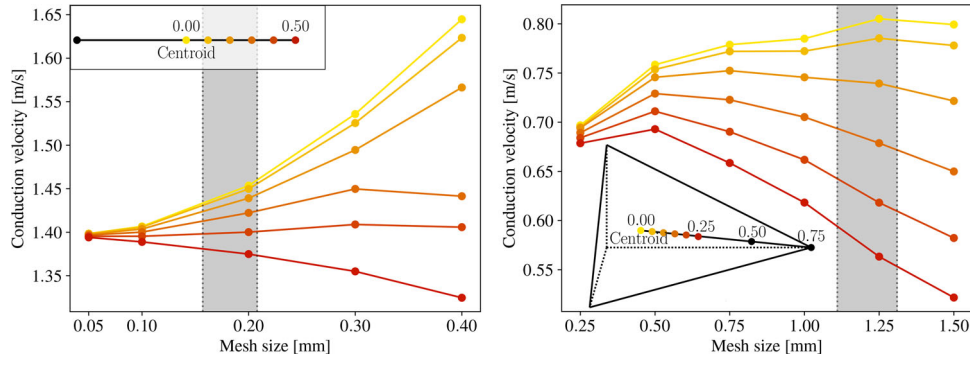 1.65
1.60
1.55
1.50
1.45
1.40
1.35
Conduction velocity [m/s]
0.00 0.50
Centroid
0.05 0.10 0.20 0.30 0.40
Mesh size [mm]
0.80
0.75
0.70
0.65
0.60
0.55
Conduction velocity [m/s]
0.00 0.25 0.50 0.75
Centroid
0.25 0.50 0.75 1.00 1.25 1.50
Mesh size [mm]